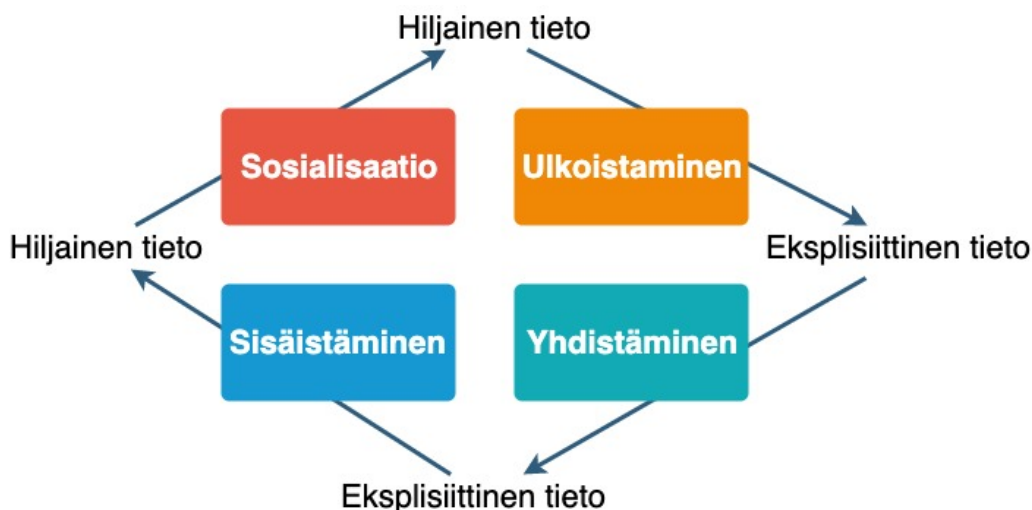 Hiljainen tieto
Sosialisaatio
Ulkoistaminen
Hiljainen tieto
Eksplisiittinen tieto
Sisäistäminen
Yhdistäminen
Eksplisiittinen tieto